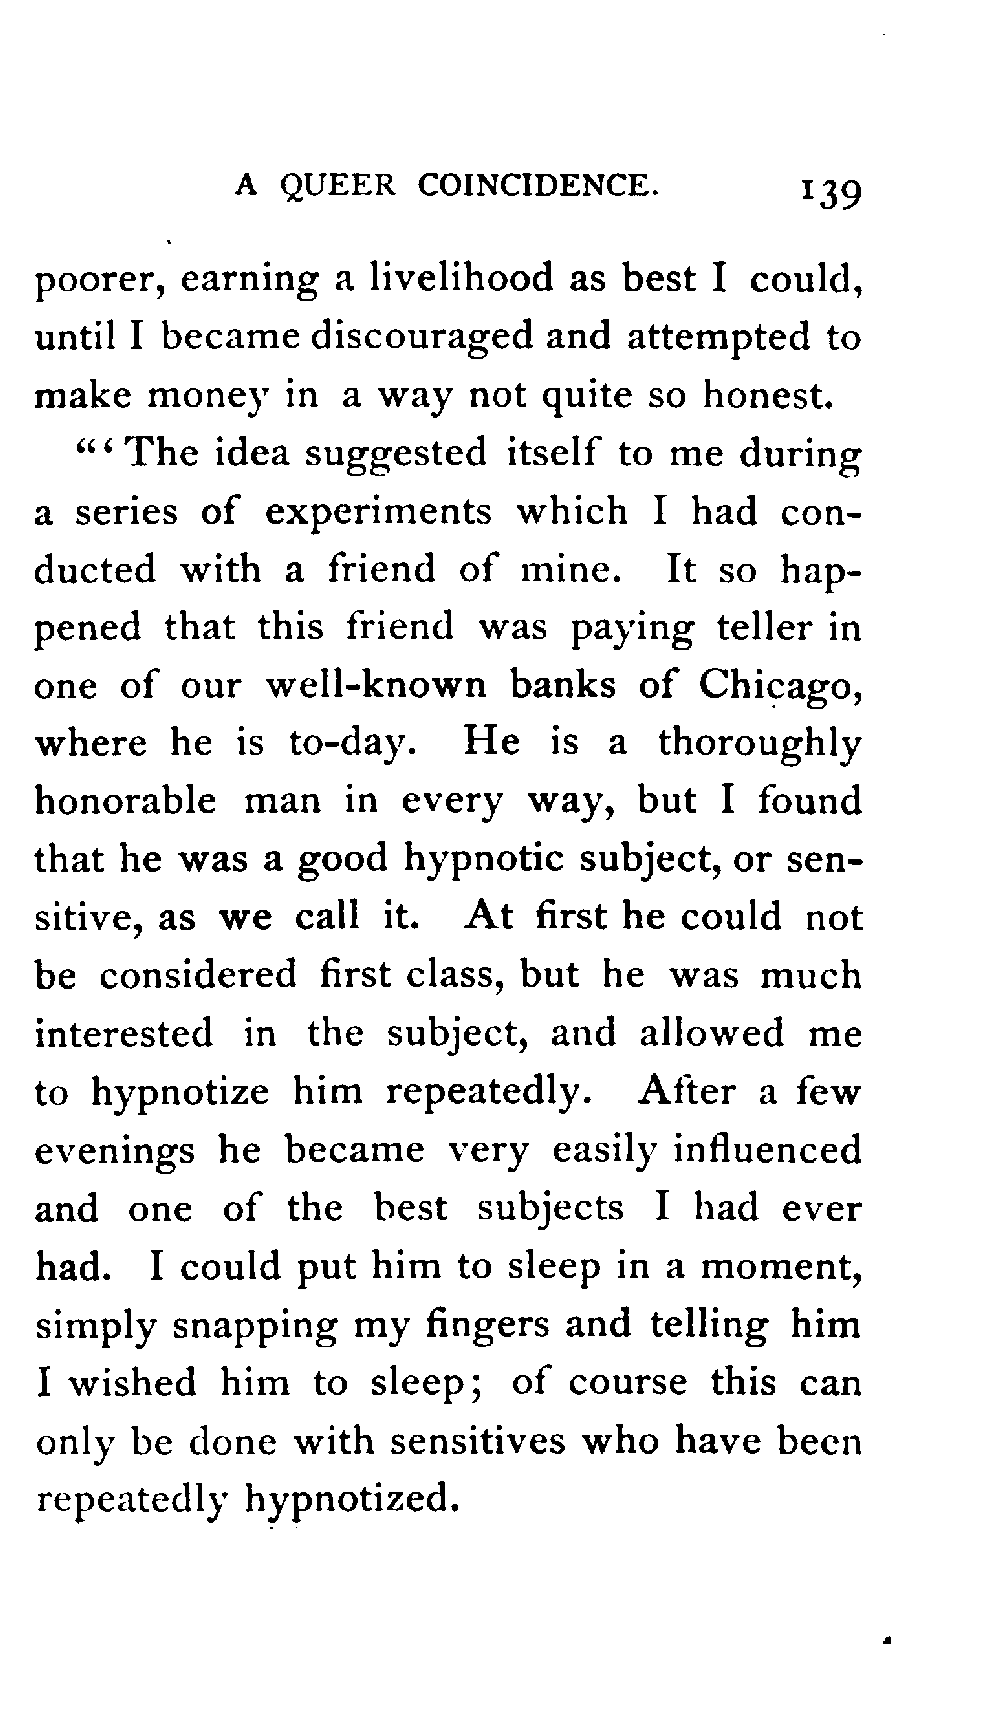 A QUEER COINCIDENCE. 139
poorer, earning a livelihood as best I could,
until I became discouraged and attempted to
make money in a way not quite so honest.
"'The idea suggested itself to me during
a series of experiments which I had con-
ducted with a friend of mine. It so hap-
pened that this friend was paying teller in
one of our well-known banks of Chicago,
where he is to-day. He is a thoroughly
honorable man in every way, but I found
that he was a good hypnotic subject, or sen-
sitive, as we call it. At first he could not
be considered first class, but he was much
interested in the subject, and allowed me
to hypnotize him repeatedly. After a few
evenings he became very easily influenced
and one of the best subjects I had ever
had. I could put him to sleep in a moment,
simply snapping my fingers and telling him
I wished him to sleep; of course this can
only be done with sensitives who have been
repeatedly hypnotized.